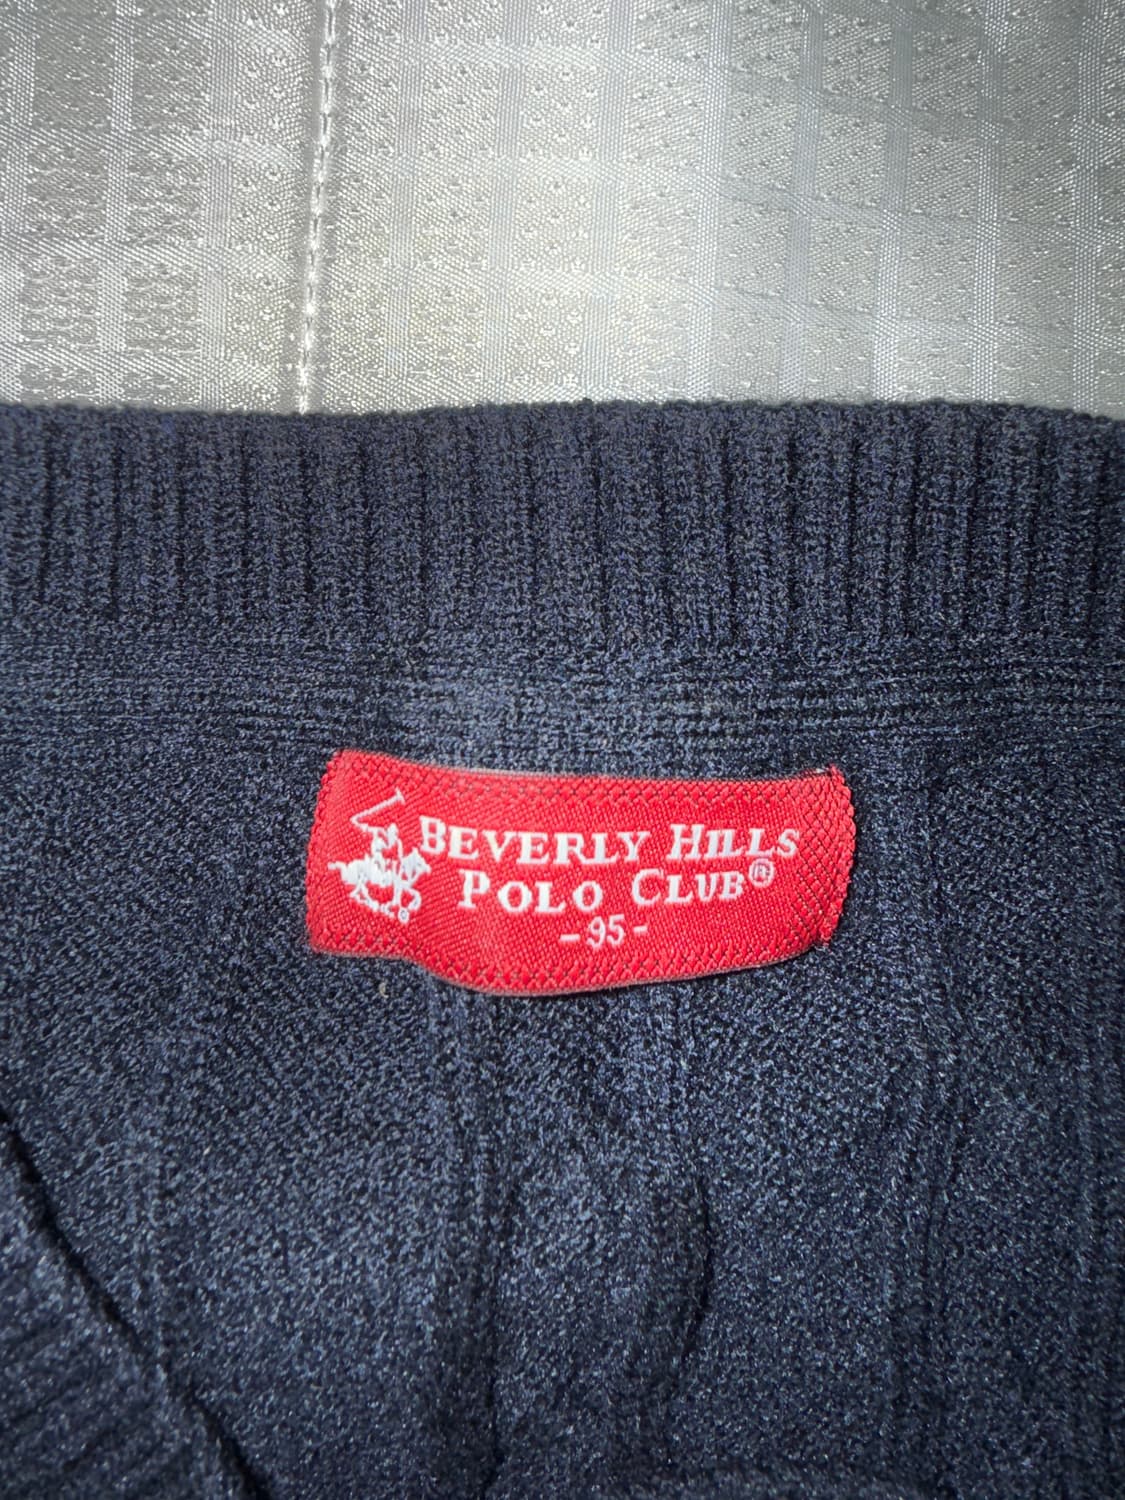 BEVERLY HILLS
POLO CLUB®
-95-